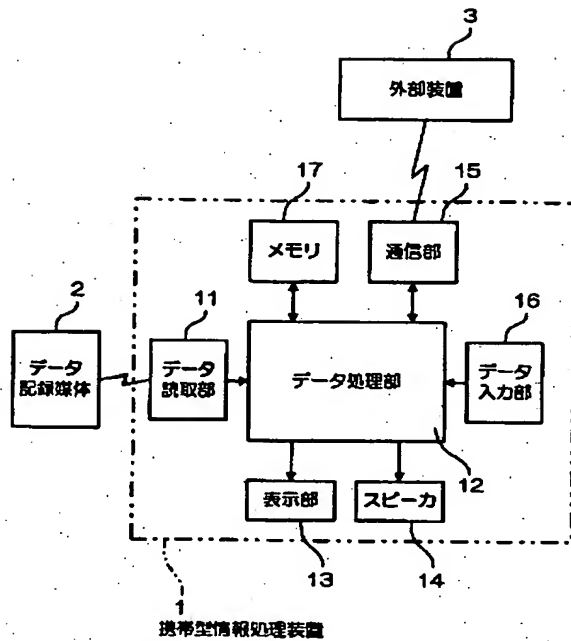 3
外部装置
17
15
メモリ
通信部
2
11
16
データ
記録媒体
データ
読取部
データ処理部
データ
入力部
12
表示部
スピーカ
13
14
1
携帯型情報処理装置